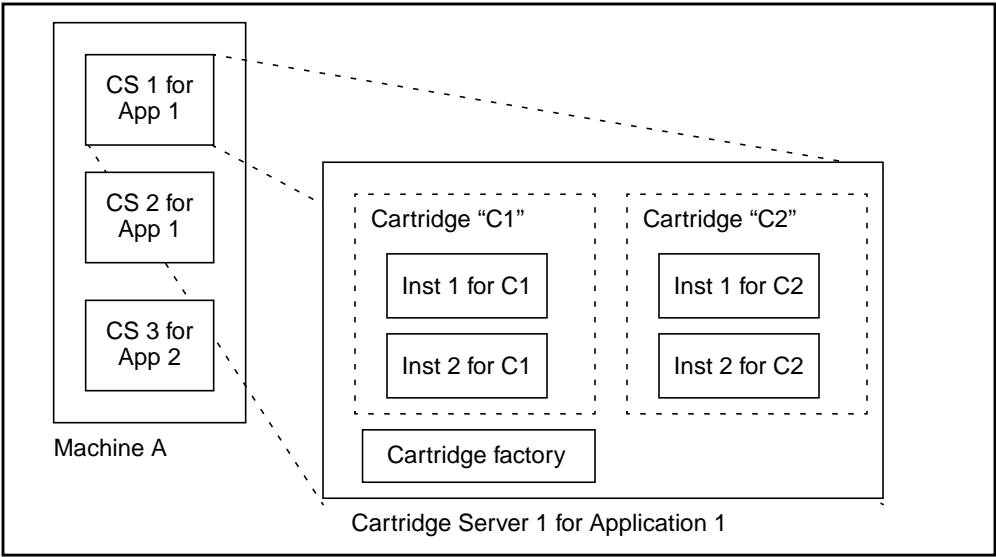 CS 1 for
App 1
CS 2 for
App 1
CS 3 for
App 2
Machine A
Cartridge “C1”
Inst 1 for C1
Inst 2 for C1
Cartridge “C2”
Inst 1 for C2
Inst 2 for C2
Cartridge factory
Cartridge Server 1 for Application 1